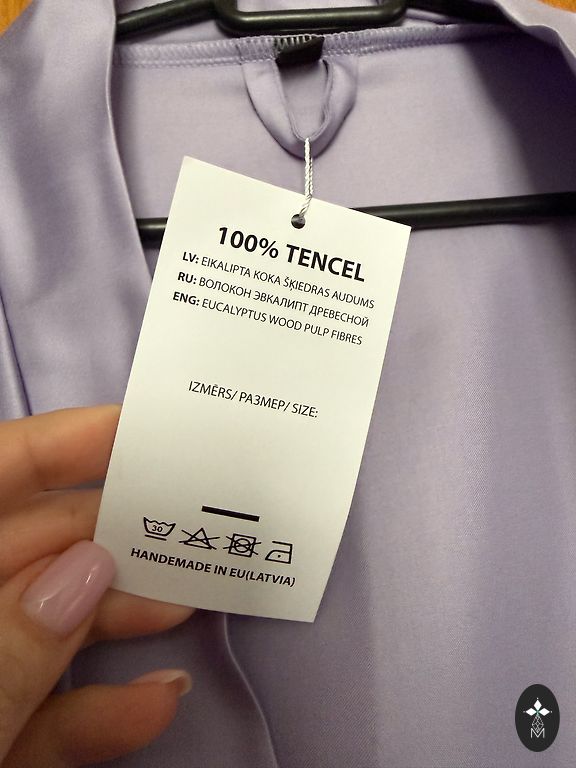 100% TENCEL
LV: EIKALIPTA KOKA ŠĶIEDRAS AUDUMS
RU: ВОЛОКОН ЭВКАЛИПТ ДРЕВЕСНОЙ
ENG: EUCALYPTUS WOOD PULP FIBRES
IZMĒRS/ РАЗМЕР/ SIZE:
30
HANDMADE IN EU(LATVIA)
M